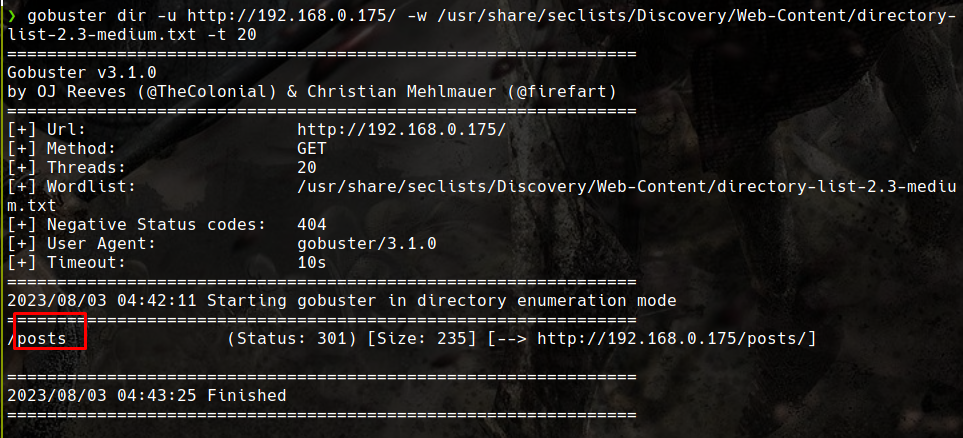 ❯ gobuster dir -u http://192.168.0.175/ -w /usr/share/seclists/Discovery/Web-Content/directory-
list-2.3-medium.txt -t 20
===============================================================
Gobuster v3.1.0
by OJ Reeves (@TheColonial) & Christian Mehlmauer (@firefart)
===============================================================
[+] Url:                     http://192.168.0.175/
[+] Method:                  GET
[+] Threads:                 20
[+] Wordlist:                /usr/share/seclists/Discovery/Web-Content/directory-list-2.3-mediu
m.txt
[+] Negative Status codes:   404
[+] User Agent:              gobuster/3.1.0
[+] Timeout:                 10s
===============================================================
2023/08/03 04:42:11 Starting gobuster in directory enumeration mode
===============================================================
/posts                (Status: 301) [Size: 235] [--> http://192.168.0.175/posts/]
===============================================================
2023/08/03 04:43:25 Finished
===============================================================